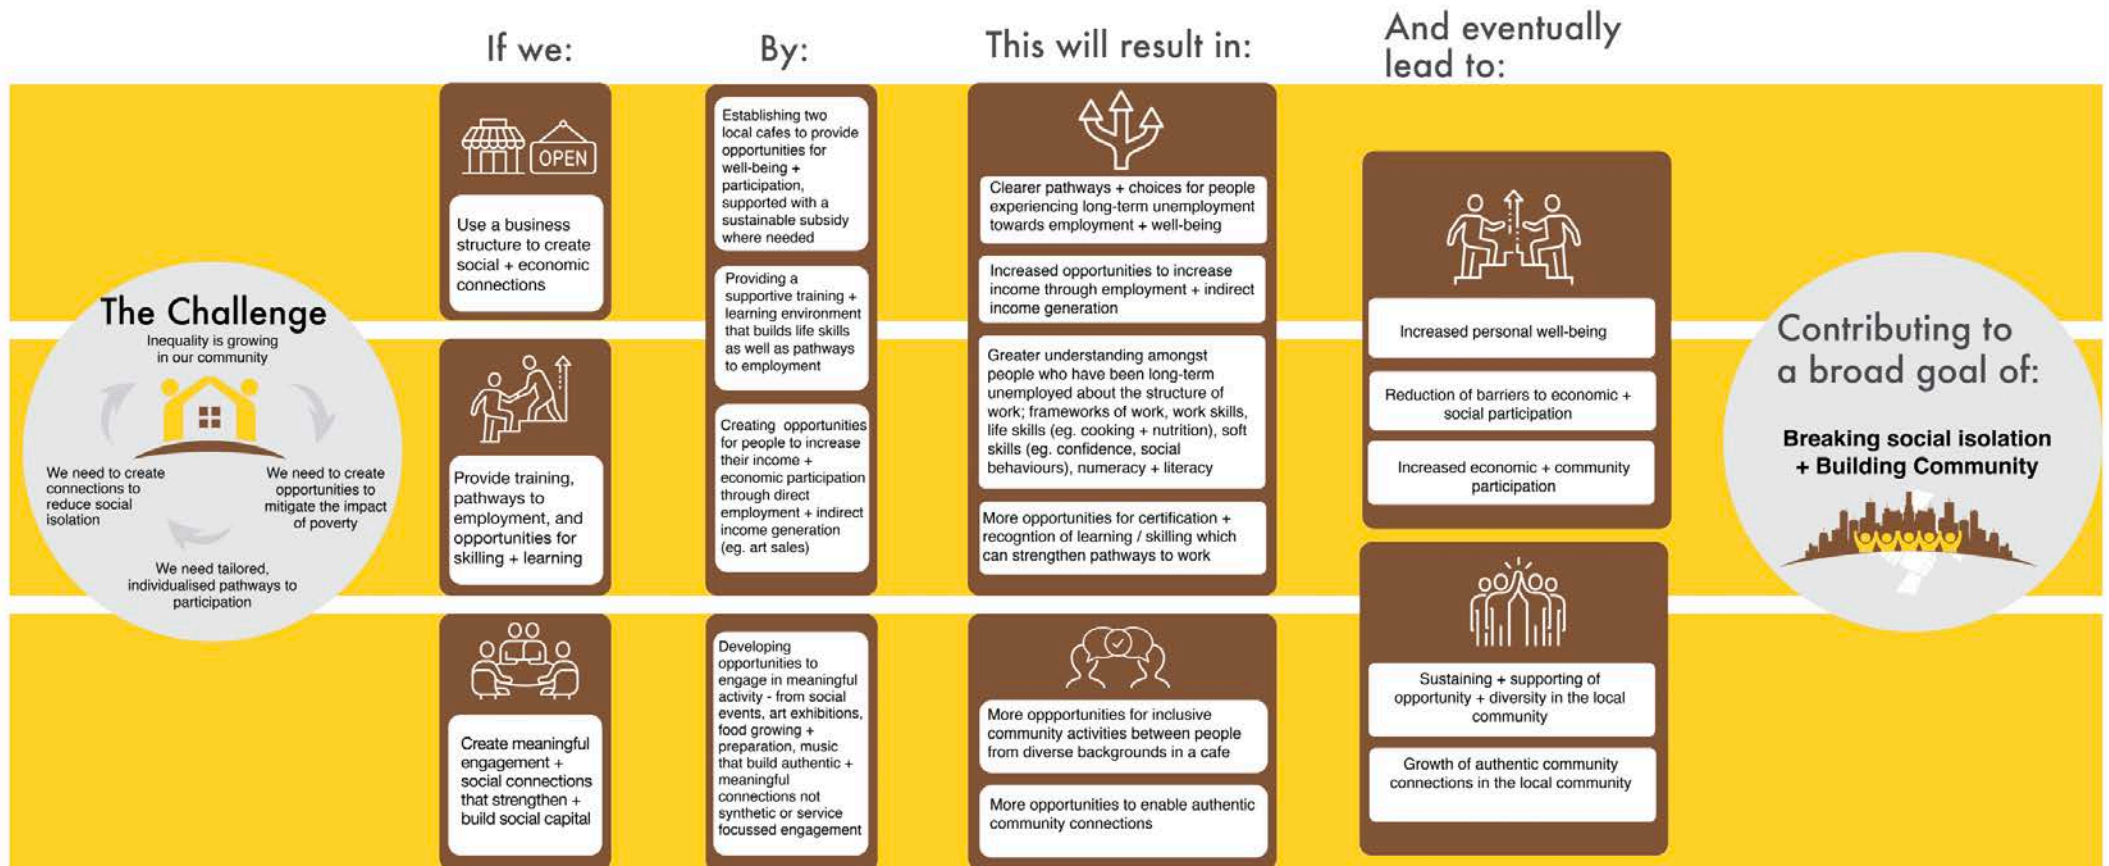 The Challenge
Inequality is growing
in our community
We need to create
connections to
reduce social
isolation
We need to create
opportunities to
mitigate the impact
of poverty
We need tailored,
individualised pathways to
participation
If we:
OPEN
Use a business
structure to create
social + economic
connections
Provide training,
pathways to
employment, and
opportunities for
skilling + learning
Create meaningful
engagement +
social connections
that strengthen +
build social capital
By:
Establishing two
local cafes to provide
opportunities for
well-being +
participation,
supported with a
sustainable subsidy
where needed
Providing a
supportive training +
learning environment
that builds life skills
as well as pathways
to employment
Creating opportunities
for people to increase
their income +
economic participation
through direct
employment + indirect
income generation
(eg. art sales)
Developing
opportunities to
engage in meaningful
activity - from social
events, art exhibitions,
food growing +
preparation, music
that build authentic +
meaningful
connections not
synthetic or service
focussed engagement
This will result in:
Clearer pathways + choices for people
experiencing long-term unemployment
towards employment + well-being
Increased opportunities to increase
income through employment + indirect
income generation
Greater understanding amongst
people who have been long-term
unemployed about the structure of
work; frameworks of work, work skills,
life skills (eg. cooking + nutrition), soft
skills (eg. confidence, social
behaviours), numeracy + literacy
More opportunities for certification +
recogntion of learning / skilling which
can strengthen pathways to work
More oppportunities for inclusive
community activities between people
from diverse backgrounds in a cafe
More opportunities to enable authentic
community connections
And eventually
lead to:
Increased personal well-being
Reduction of barriers to economic +
social participation
Increased economic + community
participation
Sustaining + supporting of
opportunity + diversity in the local
community
Growth of authentic community
connections in the local community
Contributing to
a broad goal of:
Breaking social isolation
+ Building Community